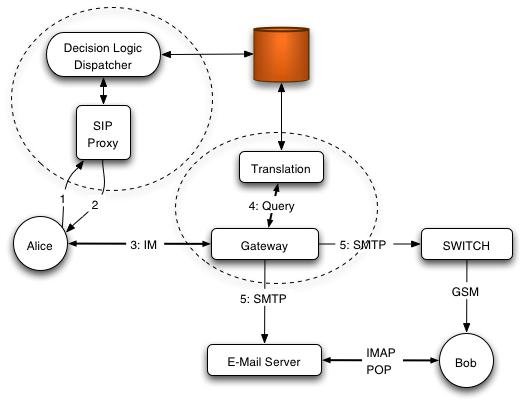 Decision Logic
Dispatcher
SIP
Proxy
Translation
1
2
4: Query
Alice
3: IM
Gateway
5: SMTP
SWITCH
5: SMTP
GSM
E-Mail Server
IMAP
POP
Bob